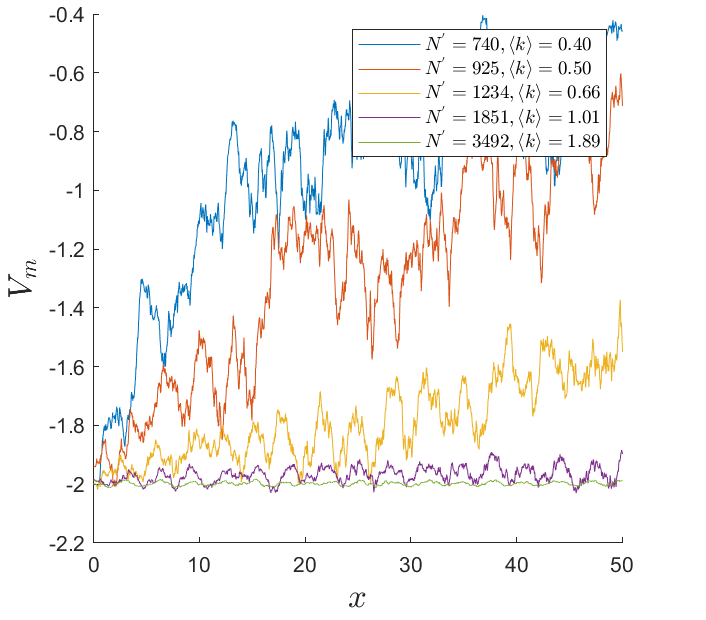 -0.4
-0.6
-0.8
-1
-1.2
-1.4
-1.6
-1.8
-2
-2.2
V_m
N' = 740, ⟨k⟩ = 0.40
N' = 925, ⟨k⟩ = 0.50
N' = 1234, ⟨k⟩ = 0.66
N' = 1851, ⟨k⟩ = 1.01
N' = 3492, ⟨k⟩ = 1.89
0 10 20 30 40 50
x